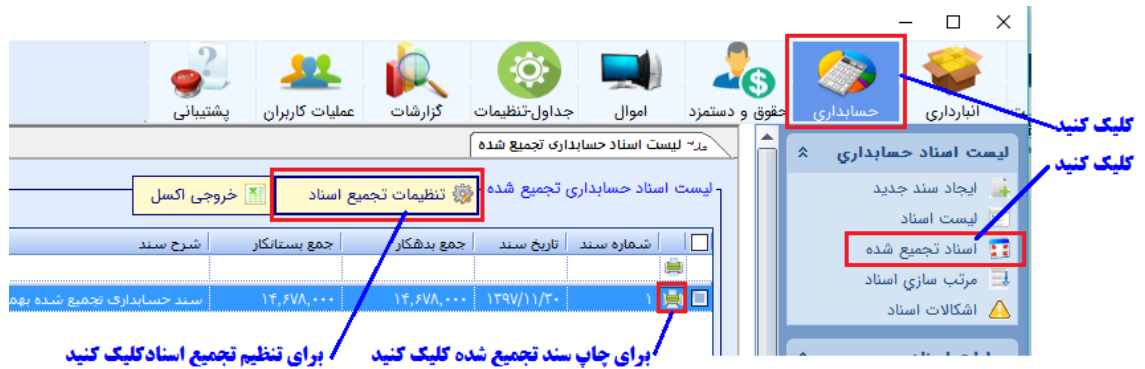 انبارداری
حسابداری
حقوق و دستمزد
اموال
جداول-تنظیمات
گزارشات
عملیات کاربران
پشتیبانی
کلیک کنید
لیست اسناد حسابداری تجمیع شده
لیست اسناد حسابداري
کلیک کنید
ایجاد سند جدید
لیست اسناد
اسناد تجمیع شده
مرتب سازي اسناد
اشکالات اسناد
لیست اسناد حسابداری تجمیع شده
تنظیمات تجمیع اسناد
خروجی اکسل
شماره سند
تاریخ سند
جمع بدهکار
جمع بستانکار
شرح سند
۱
۱۳۹۷/۱۱/۳۰
۱۴,۶۷۸,۰۰۰
۱۴,۶۷۸,۰۰۰
سند حسابداری تجمیع شده بهم
برای چاپ سند تجمیع شده کلیک کنید
برای تنظیم تجمیع اسناد کلیک کنید